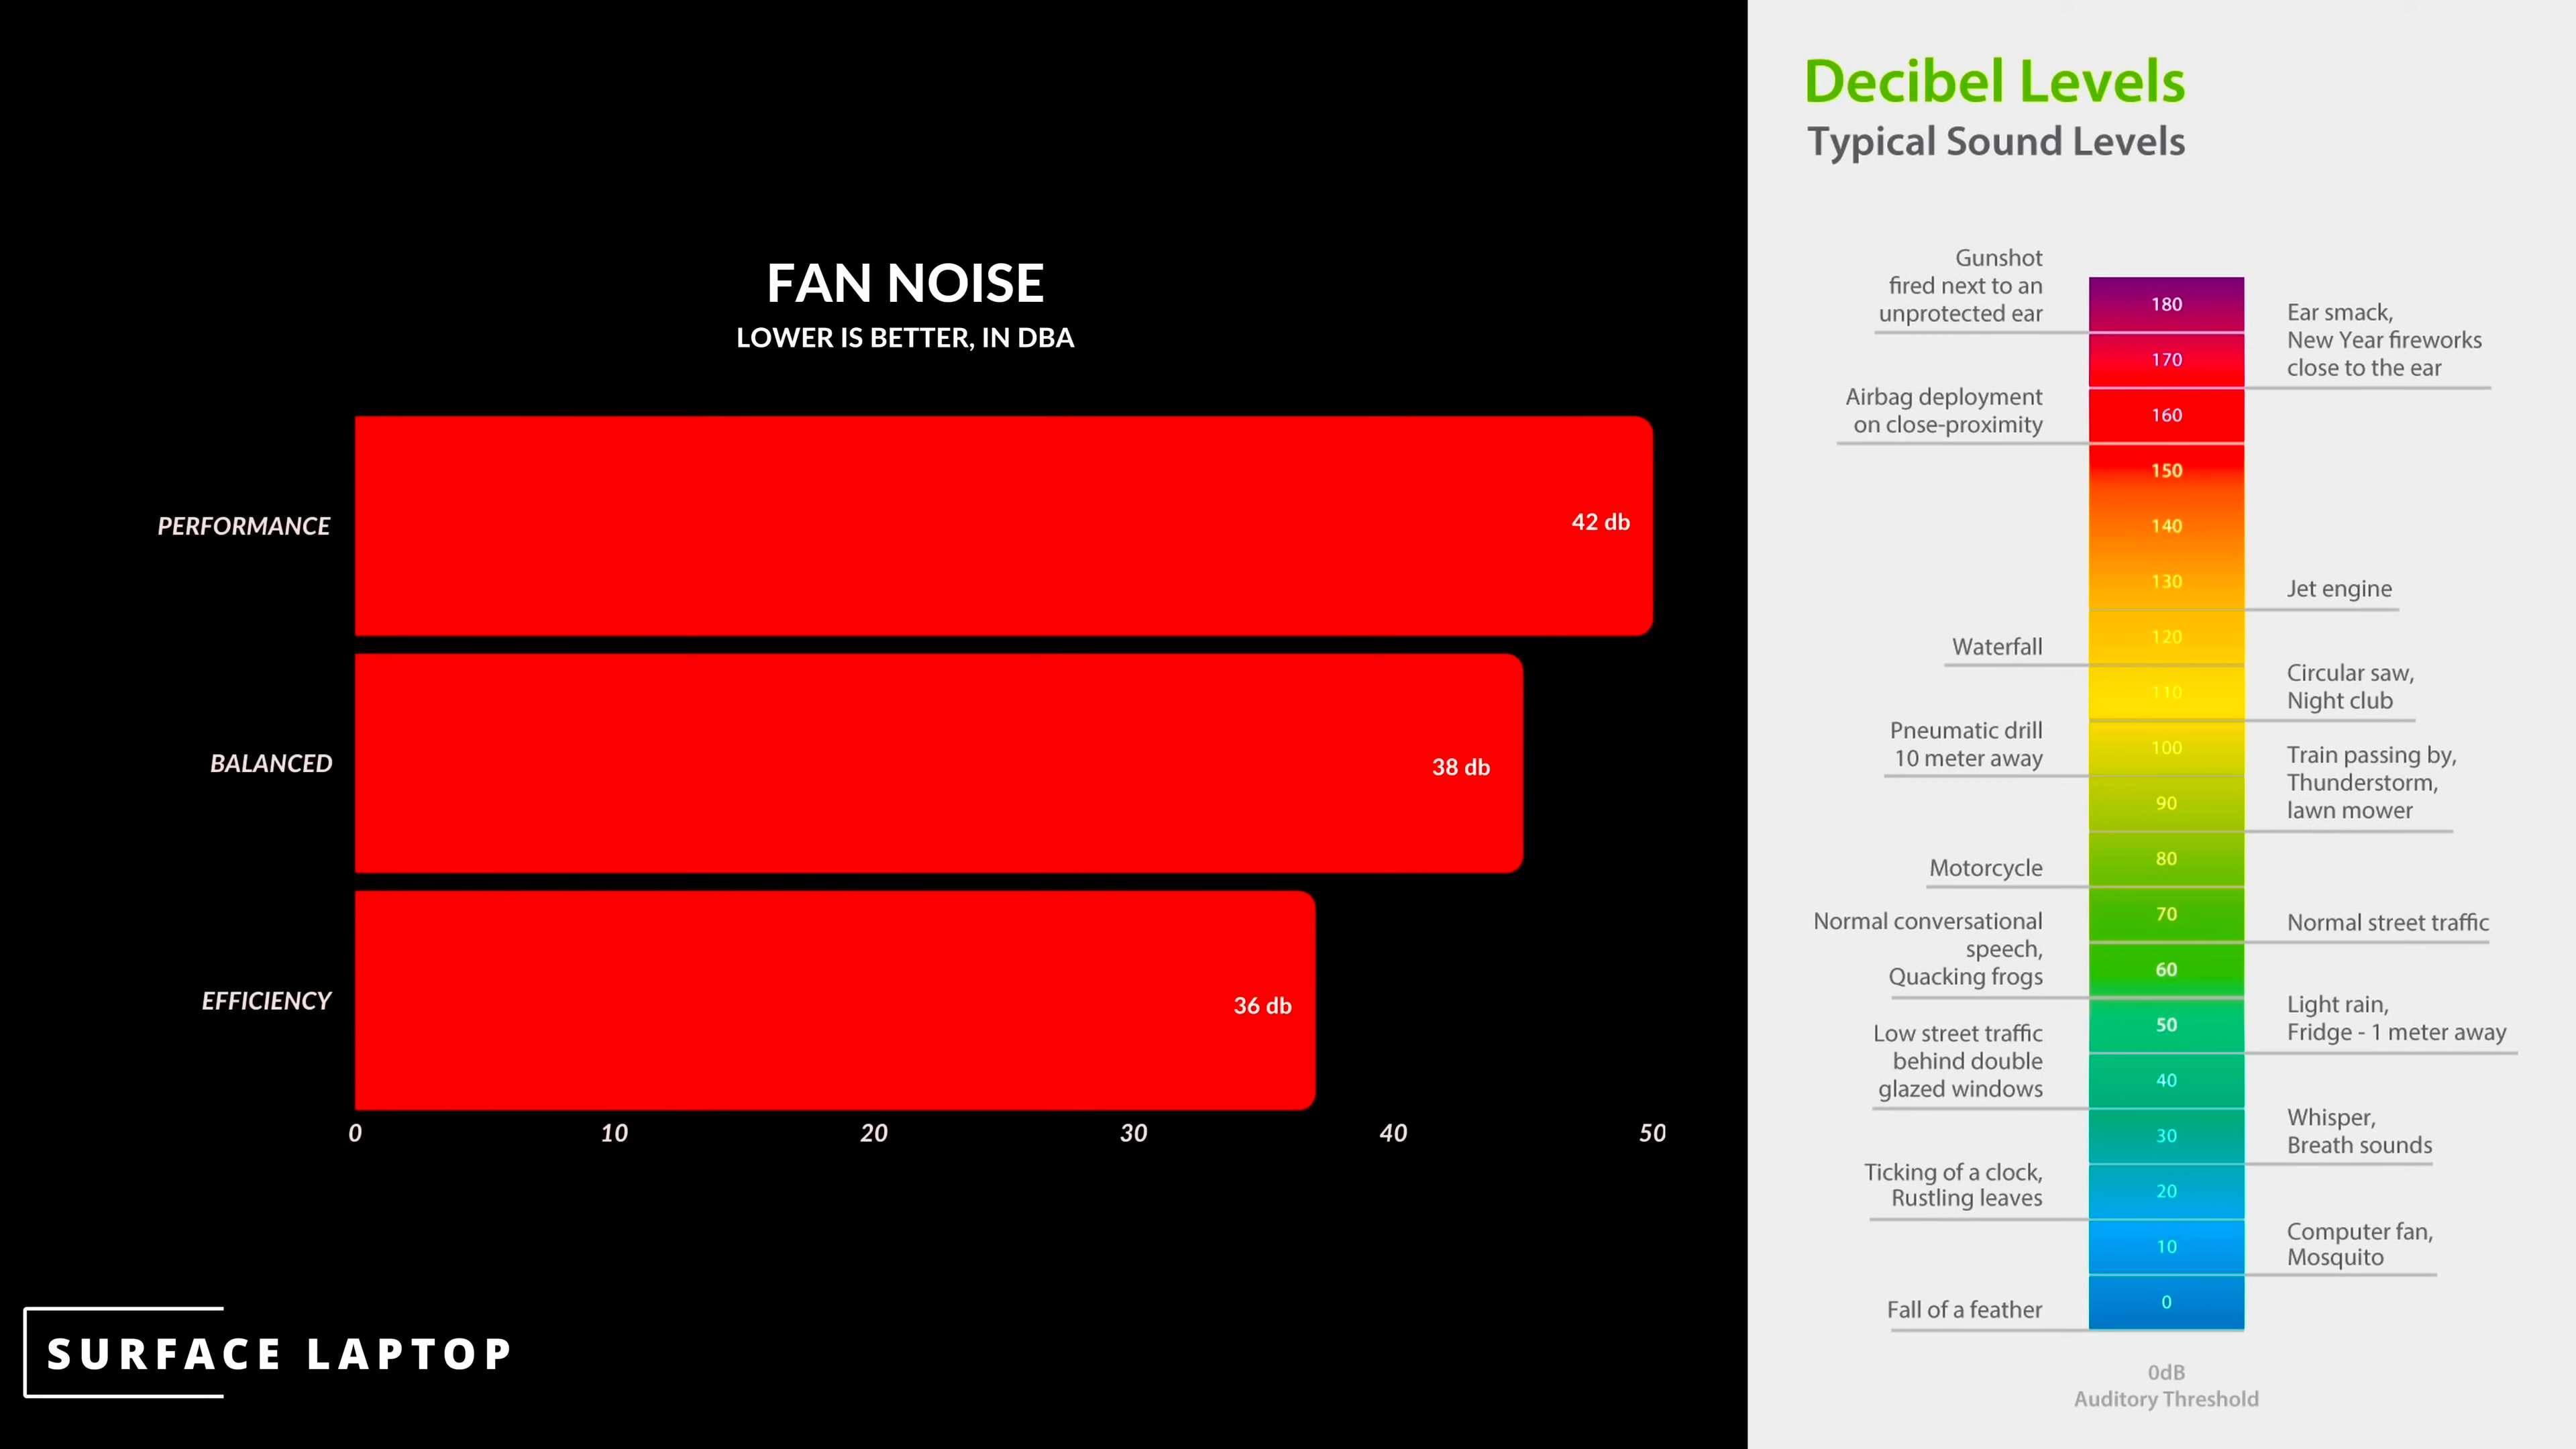 FAN NOISE
LOWER IS BETTER, IN DBA
PERFORMANCE
42 db
BALANCED
38 db
EFFICIENCY
36 db
0 10 20 30 40 50
SURFACE LAPTOP
Decibel Levels
Typical Sound Levels
Gunshot
fired next to an
unprotected ear
Airbag deployment
on close-proximity
Waterfall
Pneumatic drill
10 meter away
Motorcycle
Normal conversational
speech,
Quacking frogs
Low street traffic
behind double
glazed windows
Ticking of a clock,
Rustling leaves
Fall of a feather
180
170
160
150
140
130
120
110
100
90
80
70
60
50
40
30
20
10
0
Ear smack,
New Year fireworks
close to the ear
Jet engine
Circular saw,
Night club
Train passing by,
Thunderstorm,
lawn mower
Normal street traffic
Light rain,
Fridge - 1 meter away
Whisper,
Breath sounds
Computer fan,
Mosquito
0dB
Auditory Threshold